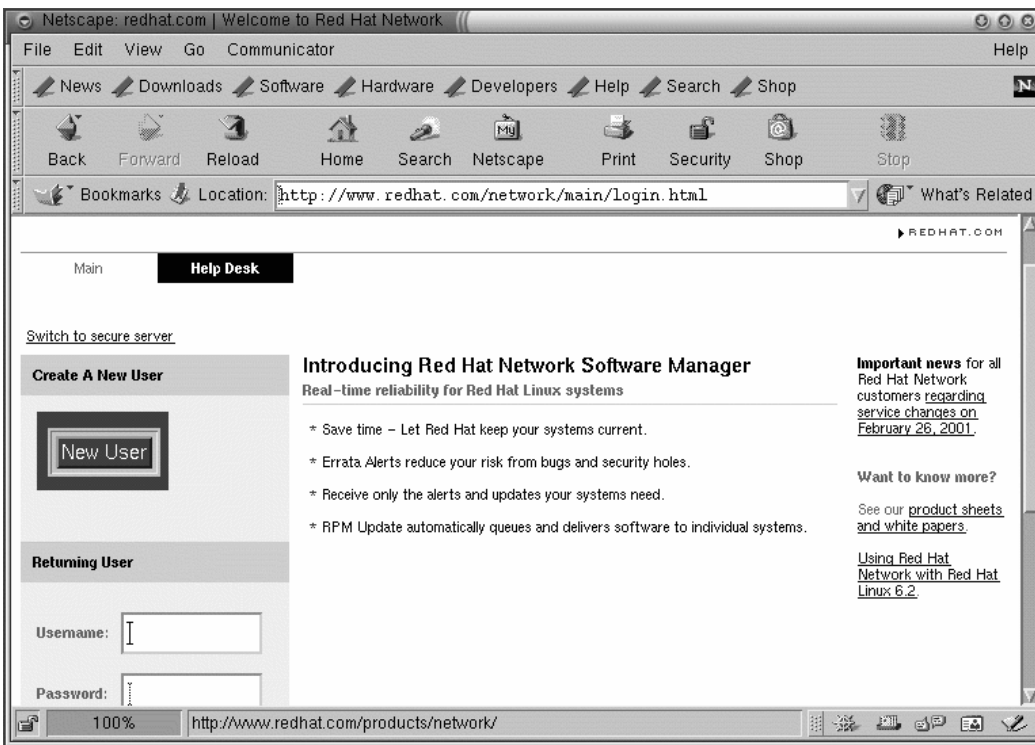 Netscape: redhat.com | Welcome to Red Hat Network
File Edit View Go Communicator Help
News Downloads Software Hardware Developers Help Search Shop
N
My
Back Forward Reload Home Search Netscape Print Security Shop Stop
Bookmarks Location: http://www.redhat.com/network/main/login.html What's Related
REDHAT.COM
Main Help Desk
Switch to secure server
Create A New User
New User
Returning User
Username:
Password:
Introducing Red Hat Network Software Manager
Real-time reliability for Red Hat Linux systems
* Save time – Let Red Hat keep your systems current.
* Errata Alerts reduce your risk from bugs and security holes.
* Receive only the alerts and updates your systems need.
* RPM Update automatically queues and delivers software to individual systems.
Important news for all
Red Hat Network
customers regarding
service changes on
February 26, 2001.
Want to know more?
See our product sheets
and white papers.
Using Red Hat
Network with Red Hat
Linux 6.2.
100% http://www.redhat.com/products/network/